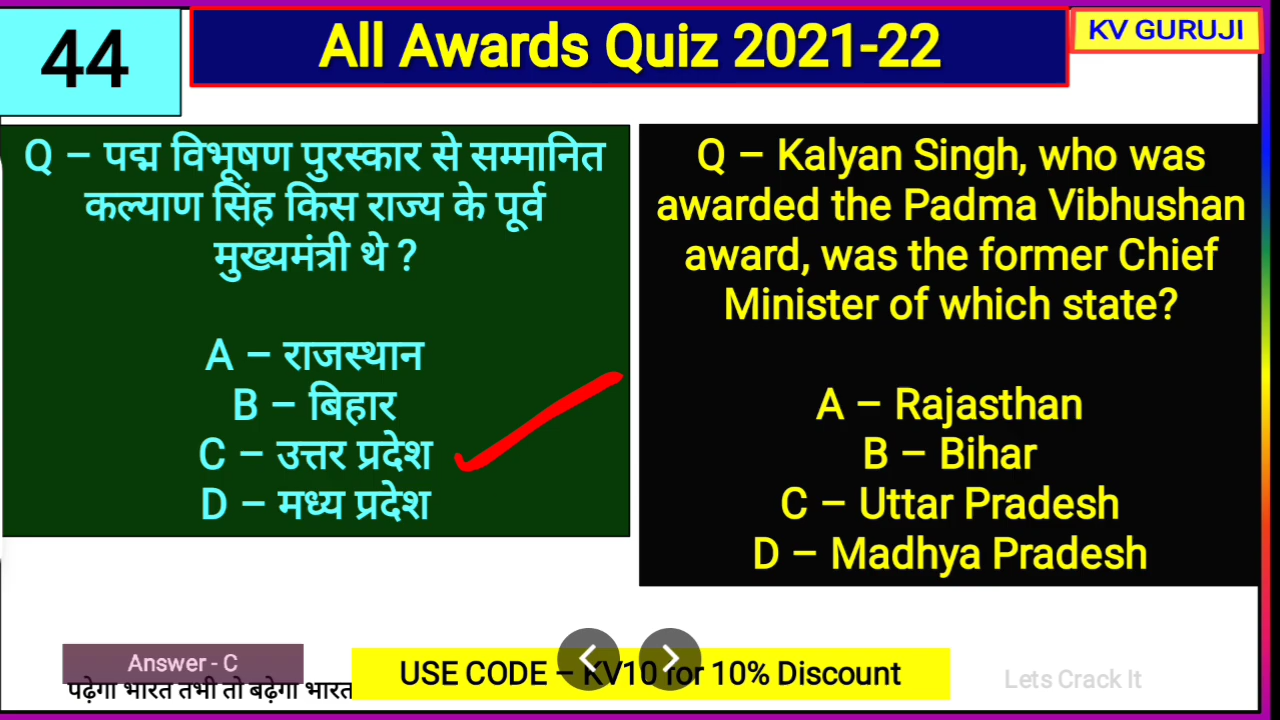 44
All Awards Quiz 2021-22
KV GURUJI
Q – पद्म विभूषण पुरस्कार से सम्मानित
कल्याण सिंह किस राज्य के पूर्व
मुख्यमंत्री थे ?
A – राजस्थान
B – बिहार
C – उत्तर प्रदेश
D – मध्य प्रदेश
Q – Kalyan Singh, who was
awarded the Padma Vibhushan
award, was the former Chief
Minister of which state?
A – Rajasthan
B – Bihar
C – Uttar Pradesh
D – Madhya Pradesh
Answer - C
पढ़ेगा भारत तभी तो बढ़ेगा भारत
USE CODE – KV10 for 10% Discount
Lets Crack It